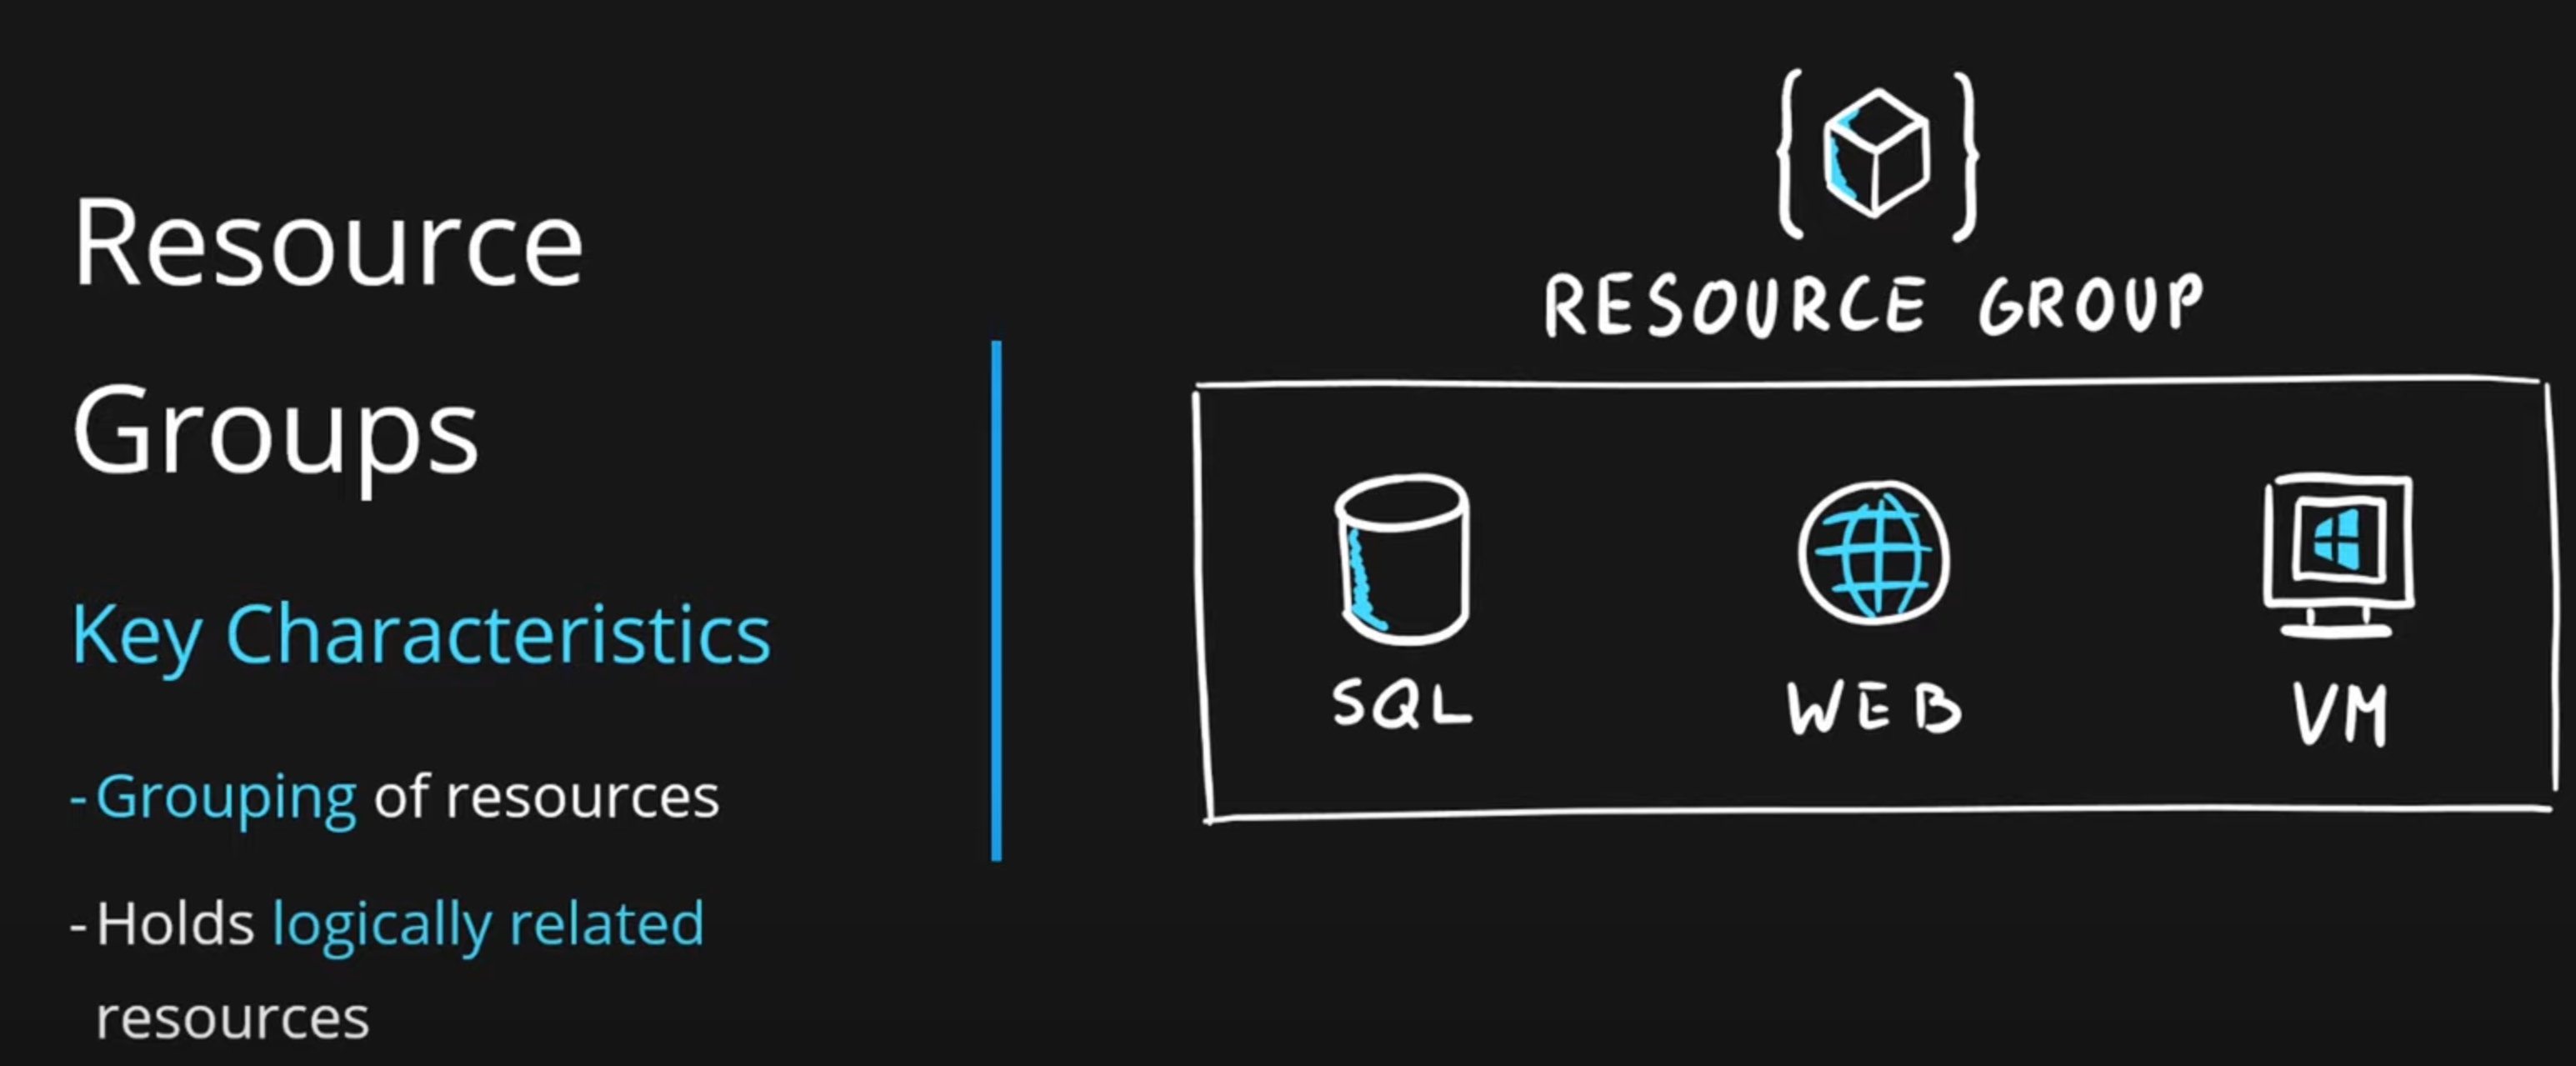 Resource
Groups
Key Characteristics
- Grouping of resources
- Holds logically related
resources
RESOURCE GROUP
SQL
WEB
VM